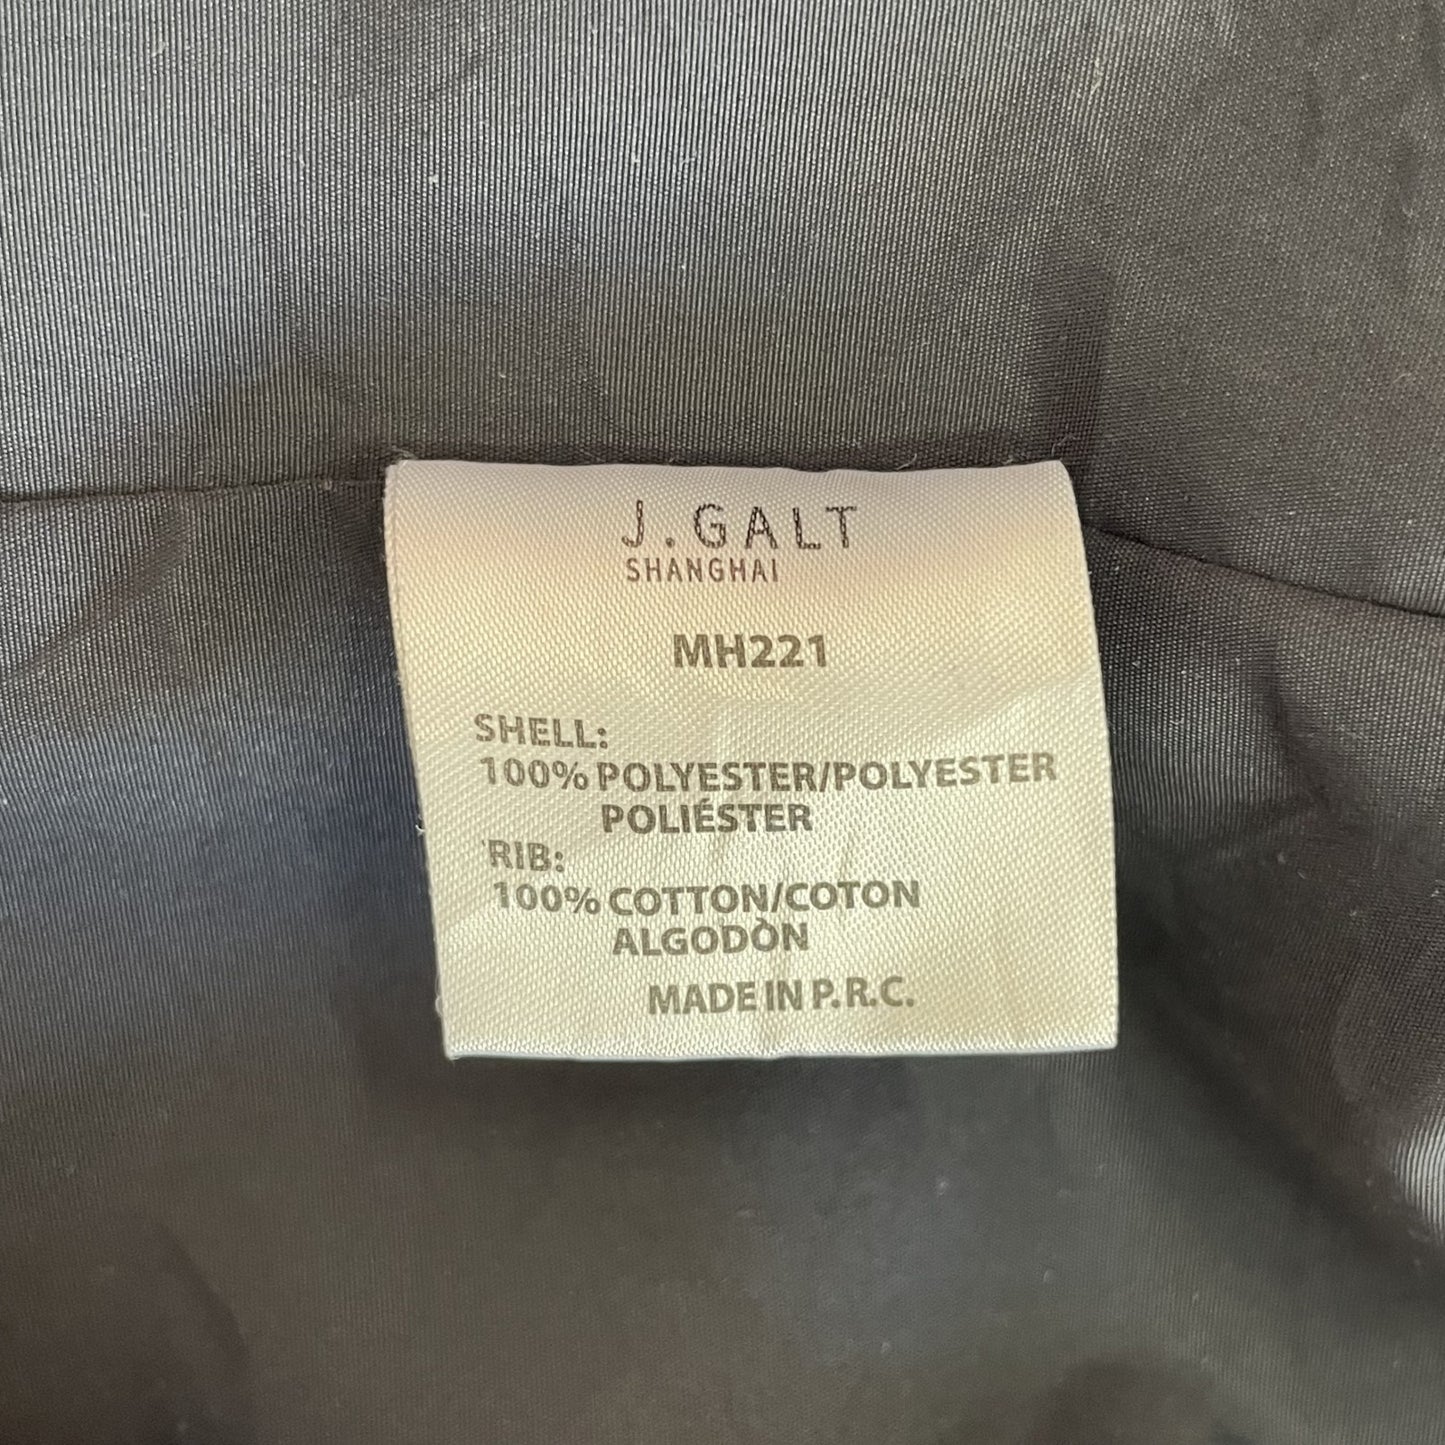 J.GALT
SHANGHAI
MH221
SHELL:
100% POLYESTER/POLYESTER
POLIÉSTER
RIB:
100% COTTON/COTON
ALGODÒN
MADE IN P.R.C.